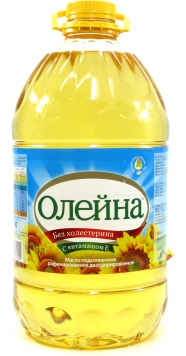 Олейна
Без холестерина
С витамином Е
Масло подсолнечное
рафинированное дезодорированное